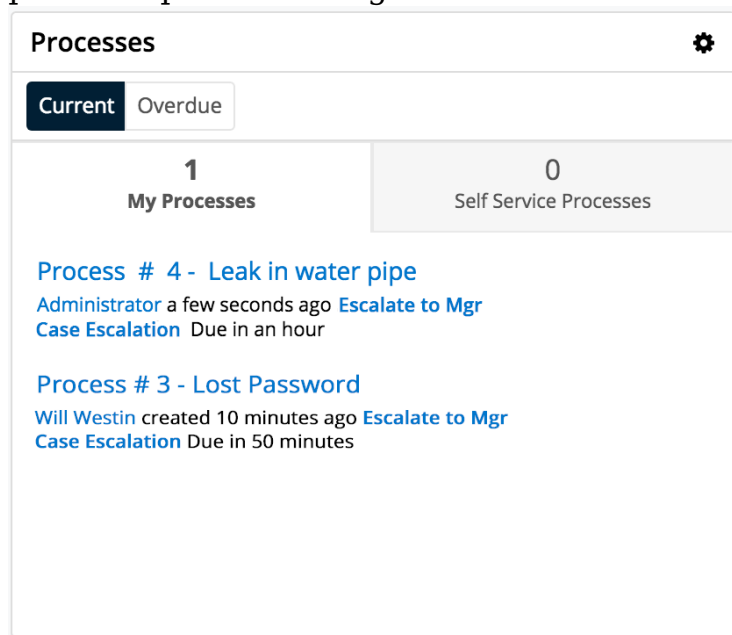 Processes
Current Overdue
1
My Processes
0
Self Service Processes
Process # 4 - Leak in water pipe
Administrator a few seconds ago Escalate to Mgr
Case Escalation Due in an hour
Process # 3 - Lost Password
Will Westin created 10 minutes ago Escalate to Mgr
Case Escalation Due in 50 minutes